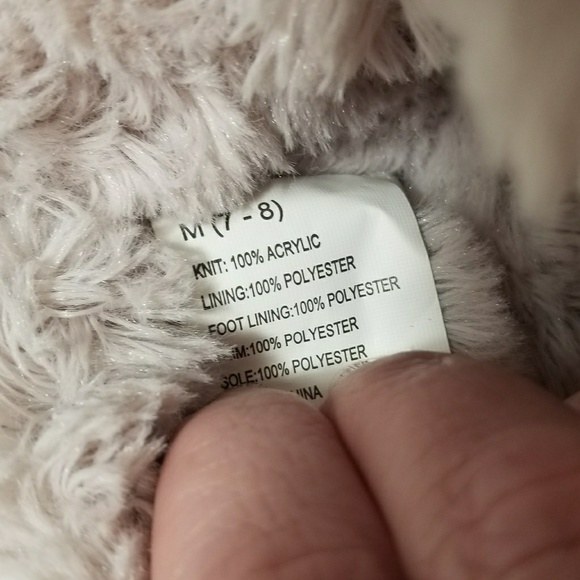 M (7 - 8)
KNIT: 100% ACRYLIC
LINING:100% POLYESTER
FOOT LINING:100% POLYESTER
:100% POLYESTER
SOLE:100% POLYESTER